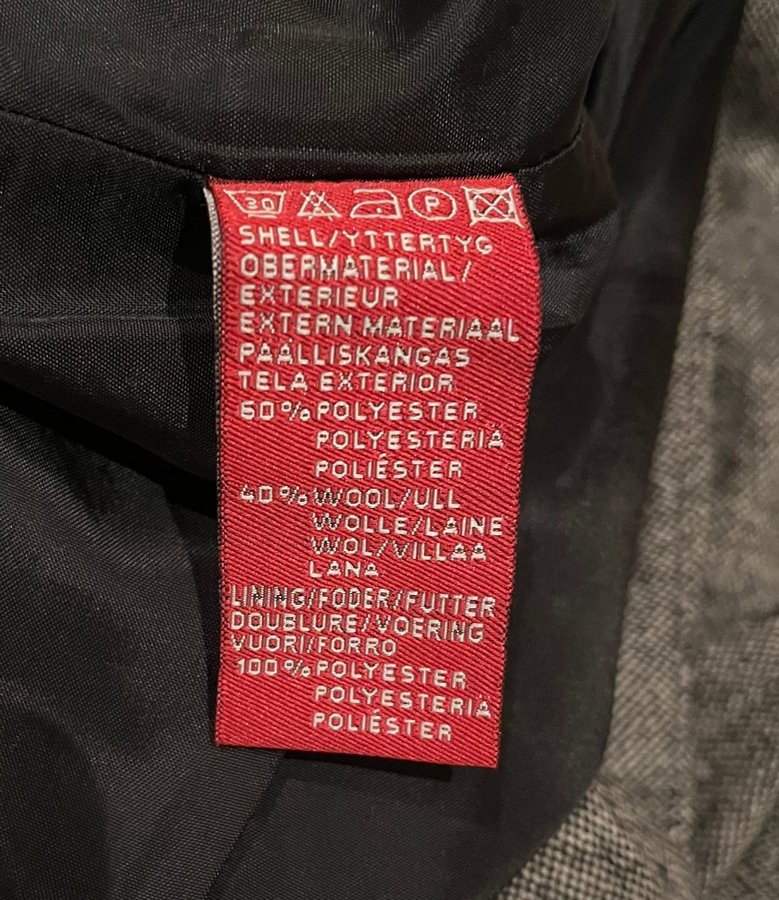 30 P
SHELL/YTTERTYG
OBERMATERIAL/
EXTERIEUR
EXTERN MATERIAAL
PÄÄLLISKANGAS
TELA EXTERIOR
60% POLYESTER
POLYESTERIÄ
POLIÉSTER
40% WOOL/ULL
WOLLE/LAINE
WOL/VILLAA
LANA
LINING/FODER/FUTTER
DOUBLURE/VOERING
VUORI/FORRO
100% POLYESTER
POLYESTERIÄ
POLIÉSTER